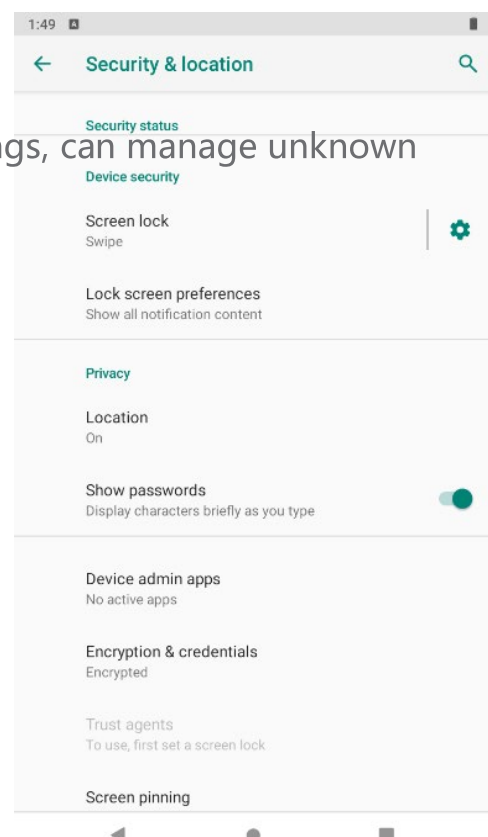 1:49
Security & location
Security status
gs, can manage unknown
Device security
Screen lock
Swipe
Lock screen preferences
Show all notification content
Privacy
Location
On
Show passwords
Display characters briefly as you type
Device admin apps
No active apps
Encryption & credentials
Encrypted
Trust agents
To use, first set a screen lock
Screen pinning